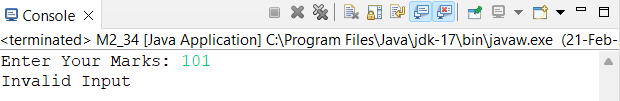 Console
<terminated> M2_34 [Java Application] C:\Program Files\Java\jdk-17\bin\javaw.exe (21-Feb-
Enter Your Marks: 101
Invalid Input